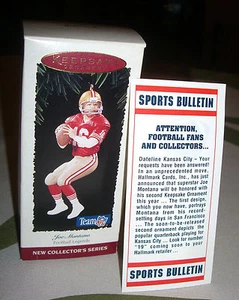 KEEPSAKE
Team NFL
Joe Montana
Football Legends
NEW COLLECTOR'S SERIES
SPORTS BULLETIN
ATTENTION,
FOOTBALL FANS
AND COLLECTORS...
Dateline Kansas City - Your
requests have been answered!
In an unprecedented move,
Hallmark Cards, Inc., has just
announced that superstar Joe
Montana will be honored with
his second Keepsake Ornament
this year ... The first design,
which you now have, portrays
Montana from his record
setting days in San Francisco
... The soon-to-be-released
second ornament depicts the
popular quarterback playing for
Kansas City ... Look for number
"19" coming soon to your
Hallmark retailer...
SPORTS BULLETIN